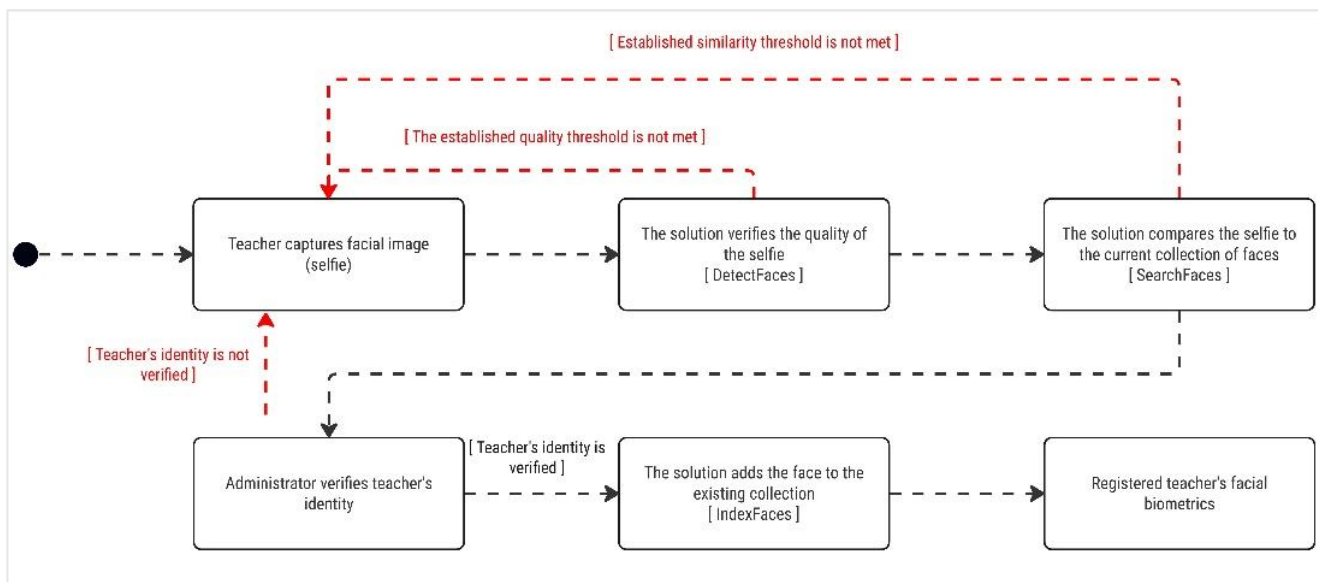 [ Established similarity threshold is not met ]
[ The established quality threshold is not met ]
Teacher captures facial image
(selfie)
The solution verifies the quality of
the selfie
[ DetectFaces ]
The solution compares the selfie to
the current collection of faces
[ SearchFaces ]
[ Teacher's identity is not
verified ]
Administrator verifies teacher's
identity
[ Teacher's identity is
verified ]
The solution adds the face to the
existing collection
[ IndexFaces ]
Registered teacher's facial
biometrics